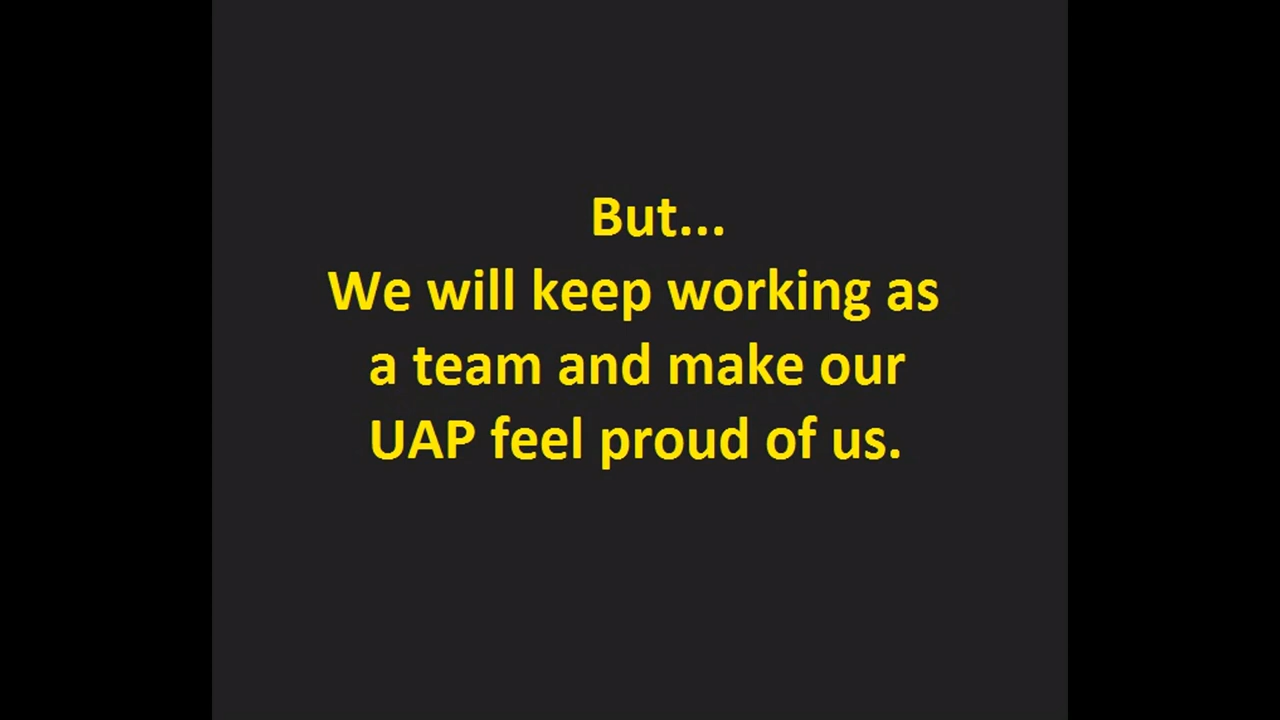 But...
We will keep working as
a team and make our
UAP feel proud of us.